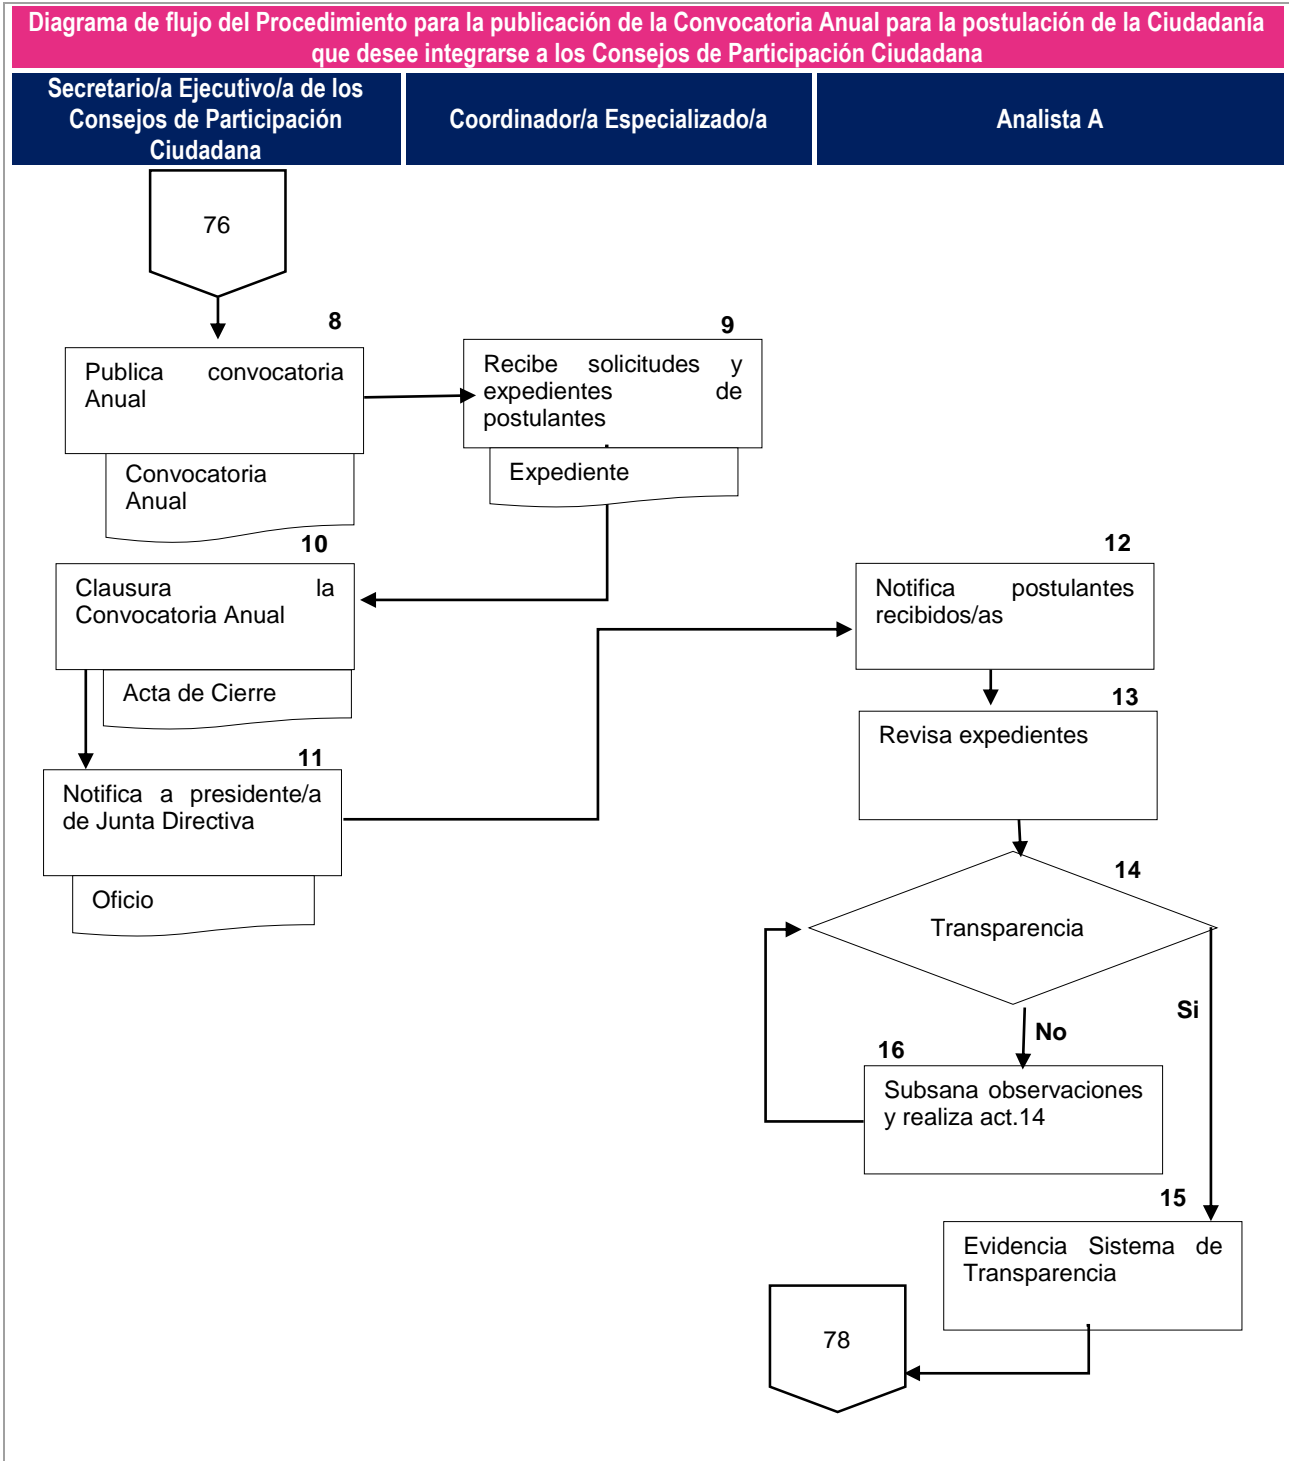 Diagrama de flujo del Procedimiento para la publicación de la Convocatoria Anual para la postulación de la Ciudadanía
que desee integrarse a los Consejos de Participación Ciudadana
Secretario/a Ejecutivo/a de los
Consejos de Participación
Ciudadana
Coordinador/a Especializado/a
Analista A
76
8
Publica convocatoria
Anual
Convocatoria
Anual
9
Recibe solicitudes y
expedientes de
postulantes
Expediente
10
Clausura la
Convocatoria Anual
Acta de Cierre
11
Notifica a presidente/a
de Junta Directiva
Oficio
12
Notifica postulantes
recibidos/as
13
Revisa expedientes
14
Transparencia
Si
No
16
Subsana observaciones
y realiza act.14
15
Evidencia Sistema de
Transparencia
78